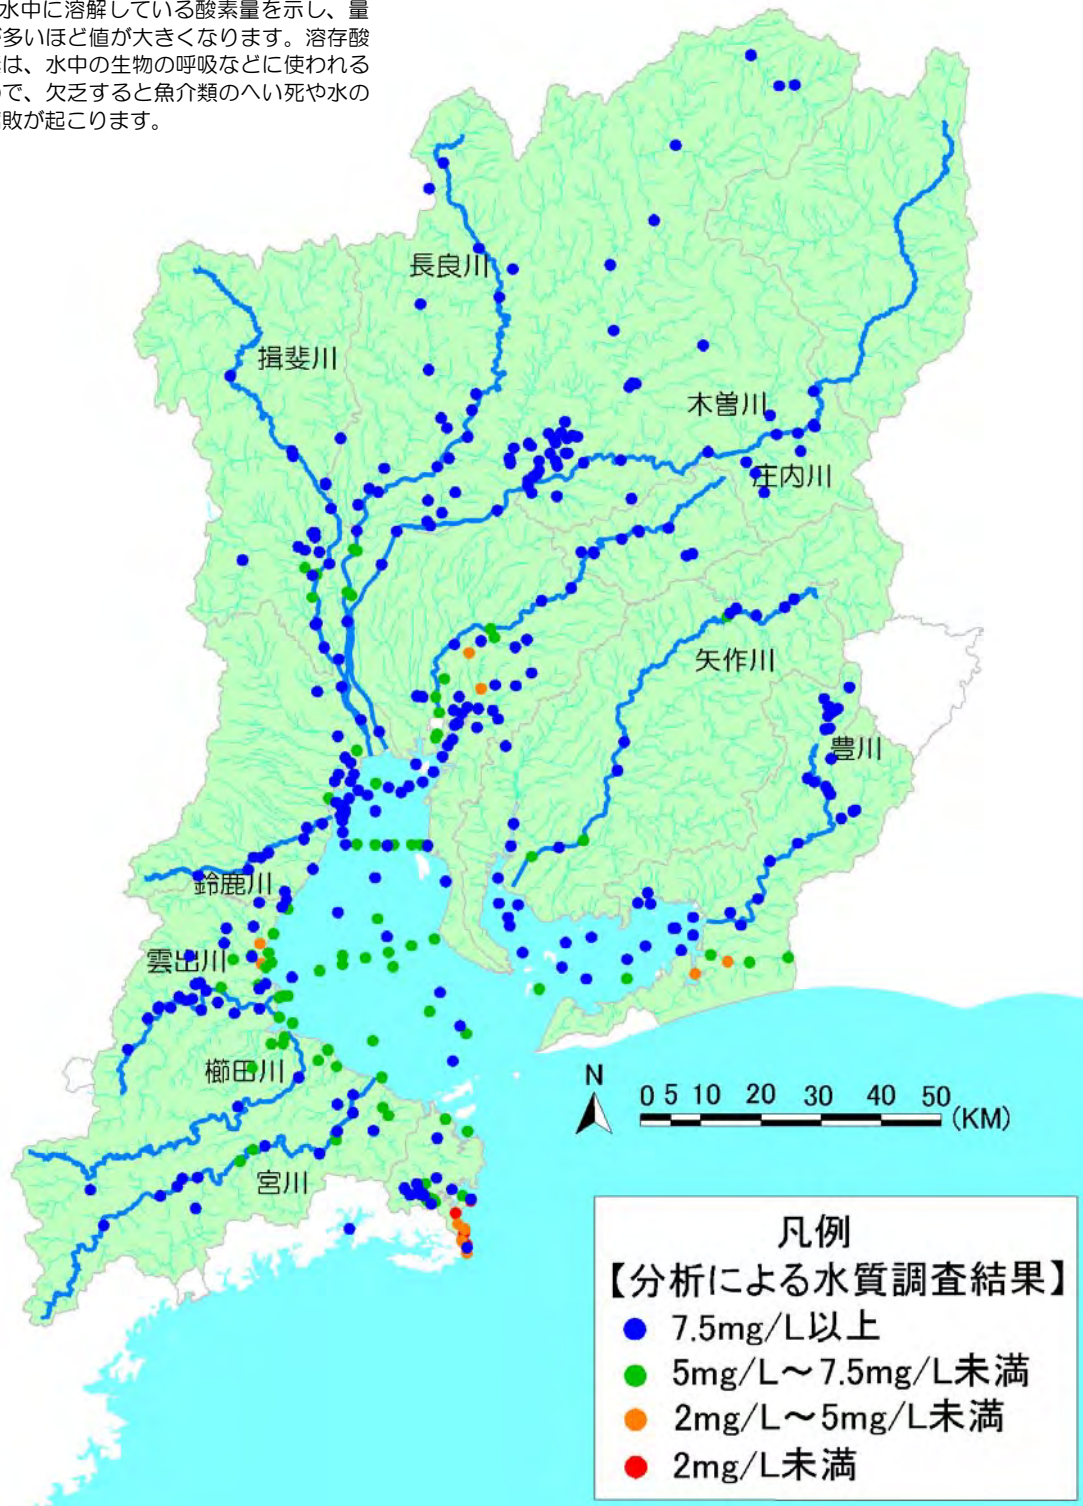 水中に溶解している酸素量を示し、量
が多いほど値が大きくなります。溶存酸
は、水中の生物の呼吸などに使われる
ので、欠乏すると魚介類のへい死や水の
敗が起こります。
長良川
揖斐川
木曽川
庄内川
矢作川
豊川
鈴鹿川
雲出川
櫛田川
宮川
N
0 5 10 20 30 40 50
(KM)
凡例
【分析による水質調査結果】
7.5mg/L以上
5mg/L～7.5mg/L未満
2mg/L～5mg/L未満
2mg/L未満